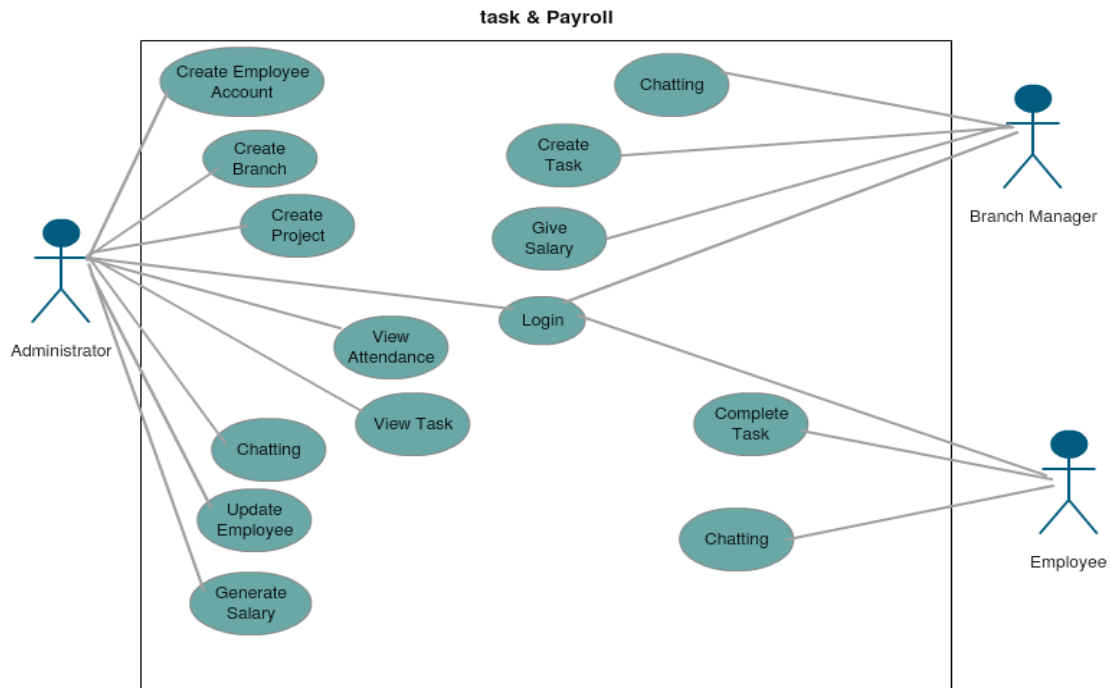 task & Payroll
Create Employee
Account
Chatting
Create
Branch
Create
Task
Create
Project
Give
Salary
Branch Manager
Login
View
Attendance
Administrator
View Task
Complete
Task
Chatting
Update
Employee
Chatting
Employee
Generate
Salary